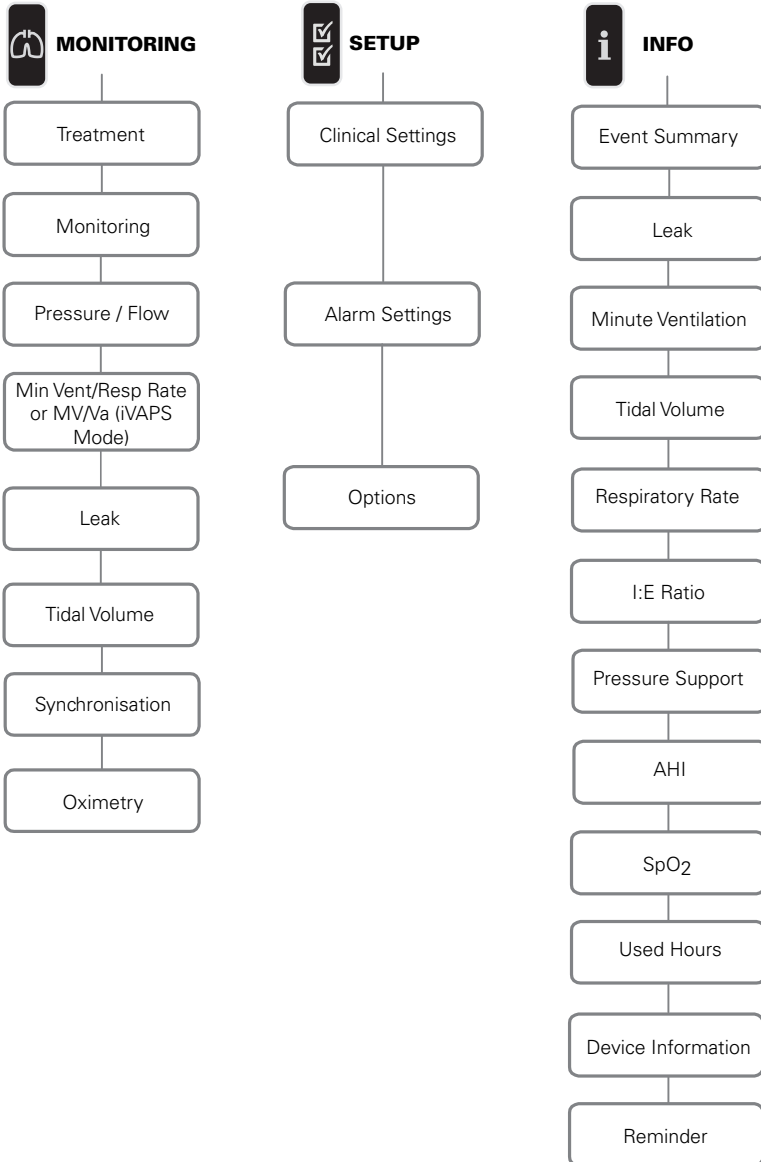 MONITORING
Treatment
Monitoring
Pressure / Flow
Min Vent/Resp Rate
or MV/Va (iVAPS
Mode)
Leak
Tidal Volume
Synchronisation
Oximetry
SETUP
Clinical Settings
Alarm Settings
Options
i INFO
Event Summary
Leak
Minute Ventilation
Tidal Volume
Respiratory Rate
I:E Ratio
Pressure Support
AHI
SpO2
Used Hours
Device Information
Reminder